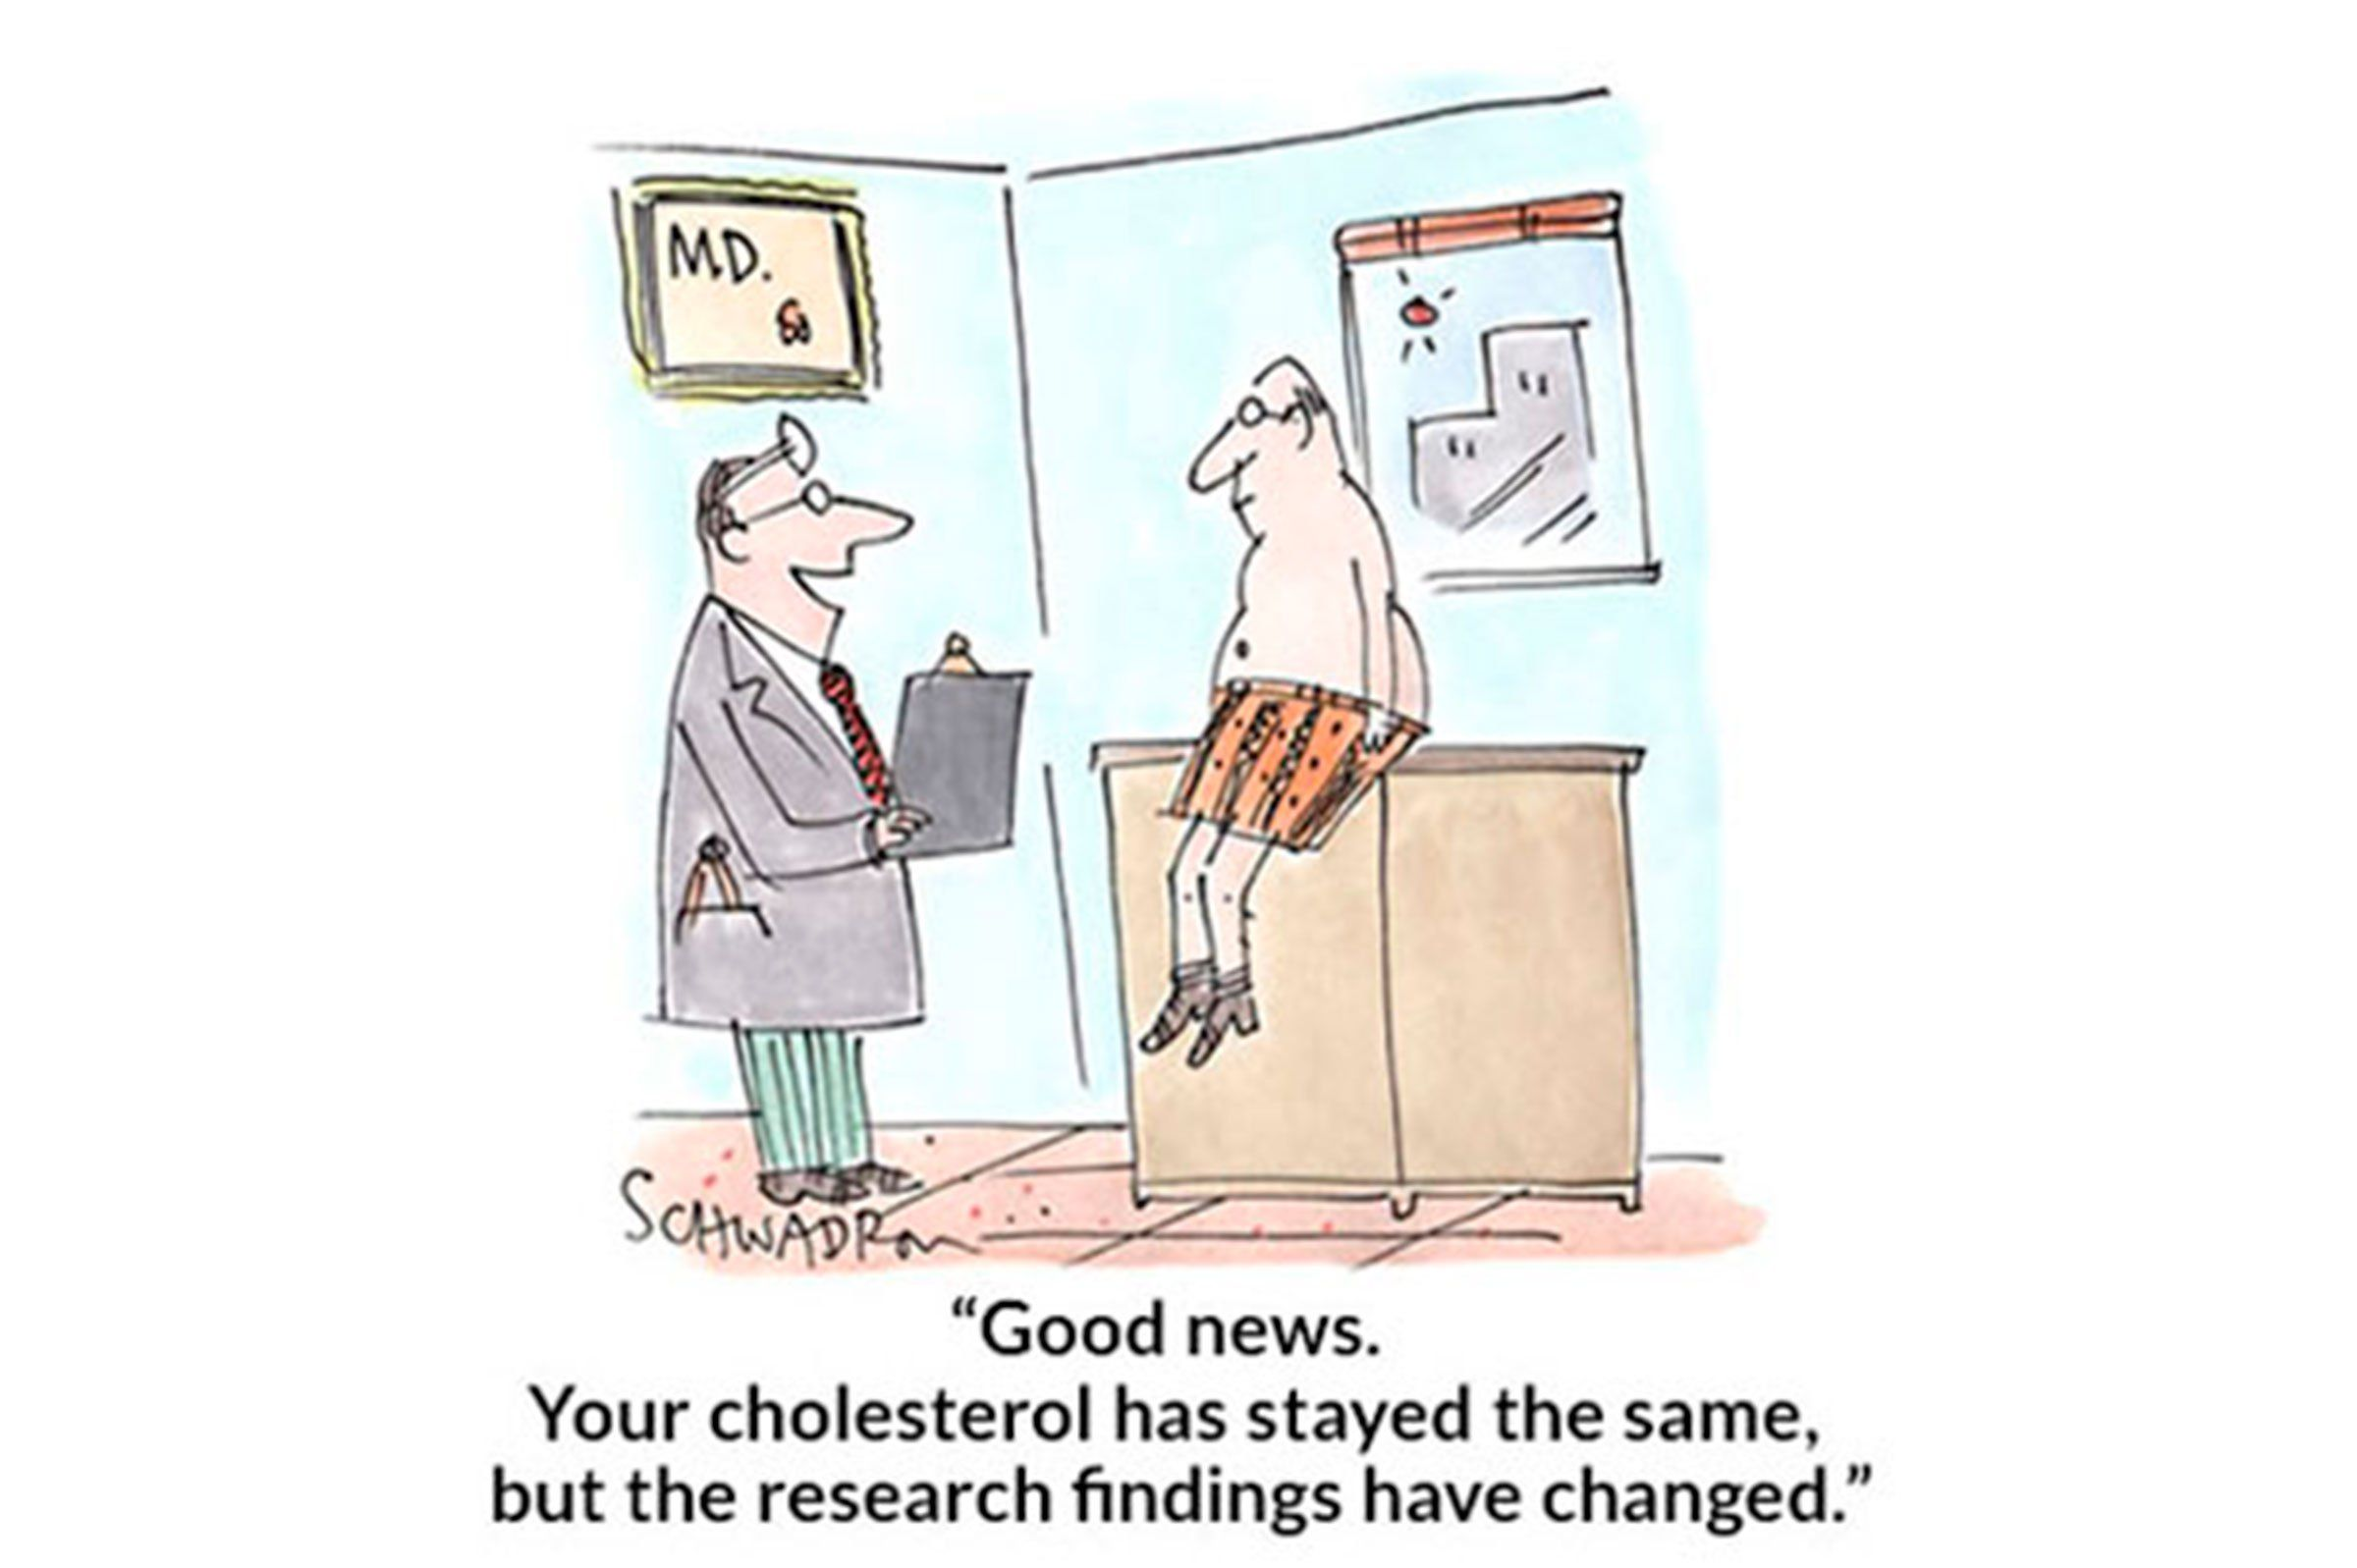 M.D.
SCHWADRON
“Good news.
Your cholesterol has stayed the same,
but the research findings have changed.”